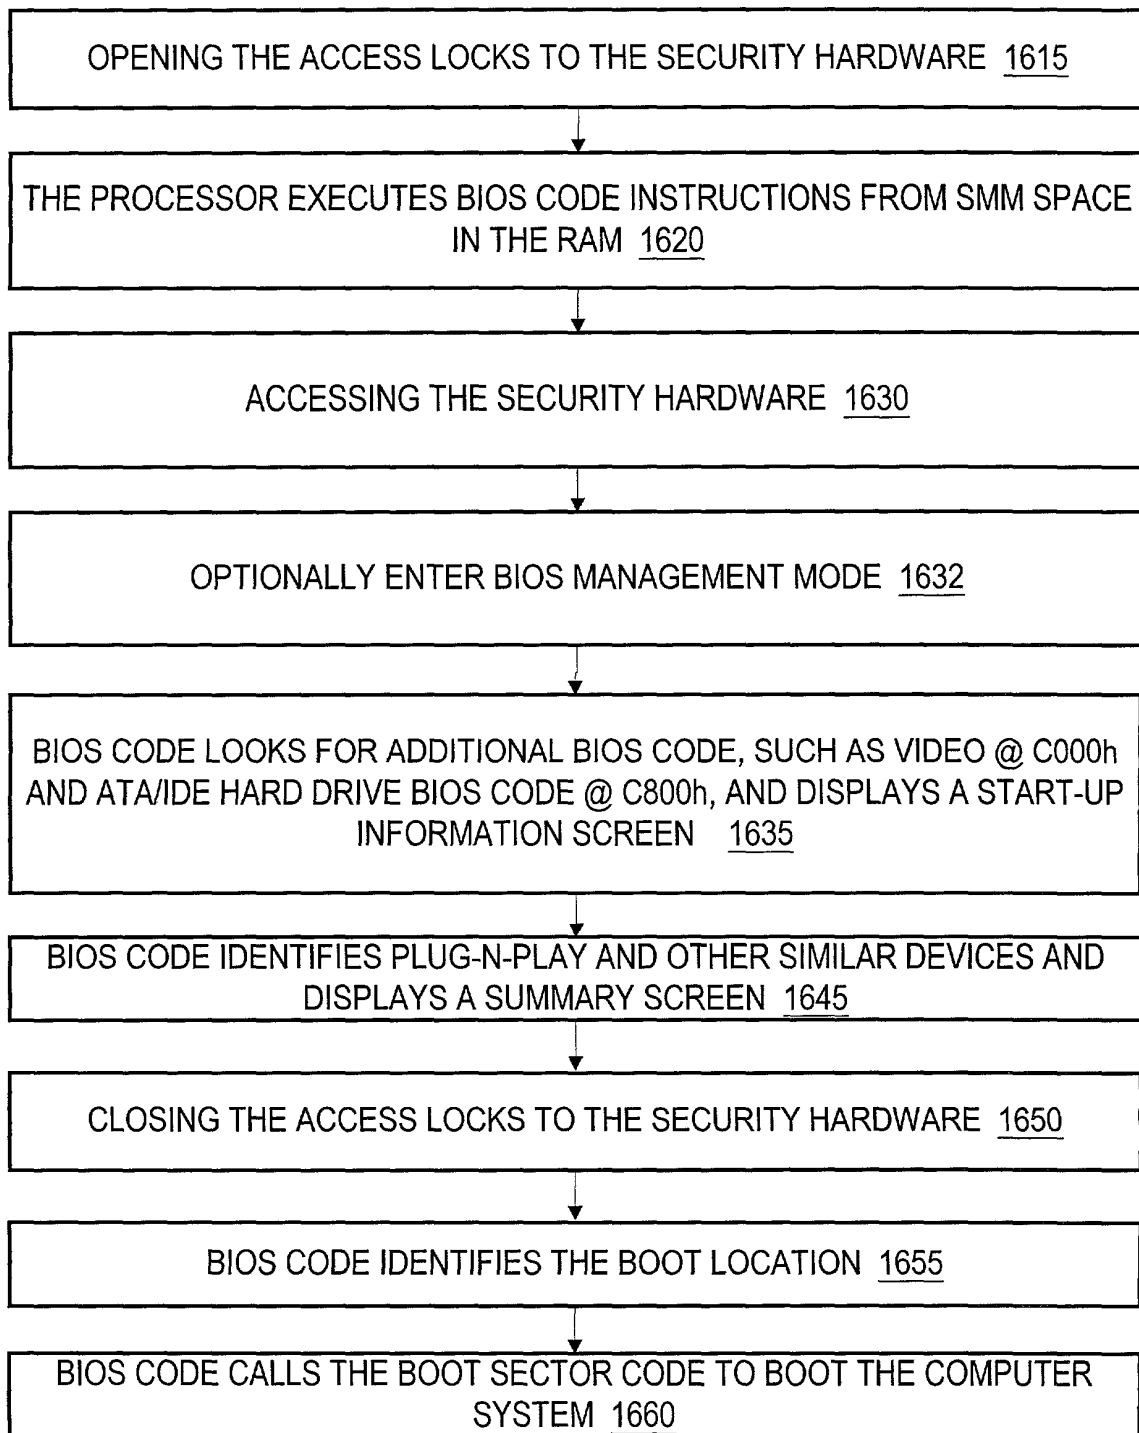 OPENING THE ACCESS LOCKS TO THE SECURITY HARDWARE 1615
THE PROCESSOR EXECUTES BIOS CODE INSTRUCTIONS FROM SMM SPACE
IN THE RAM 1620
ACCESSING THE SECURITY HARDWARE 1630
OPTIONALLY ENTER BIOS MANAGEMENT MODE 1632
BIOS CODE LOOKS FOR ADDITIONAL BIOS CODE, SUCH AS VIDEO @ C000h
AND ATA/IDE HARD DRIVE BIOS CODE @ C800h, AND DISPLAYS A START-UP
INFORMATION SCREEN 1635
BIOS CODE IDENTIFIES PLUG-N-PLAY AND OTHER SIMILAR DEVICES AND
DISPLAYS A SUMMARY SCREEN 1645
CLOSING THE ACCESS LOCKS TO THE SECURITY HARDWARE 1650
BIOS CODE IDENTIFIES THE BOOT LOCATION 1655
BIOS CODE CALLS THE BOOT SECTOR CODE TO BOOT THE COMPUTER
SYSTEM 1660